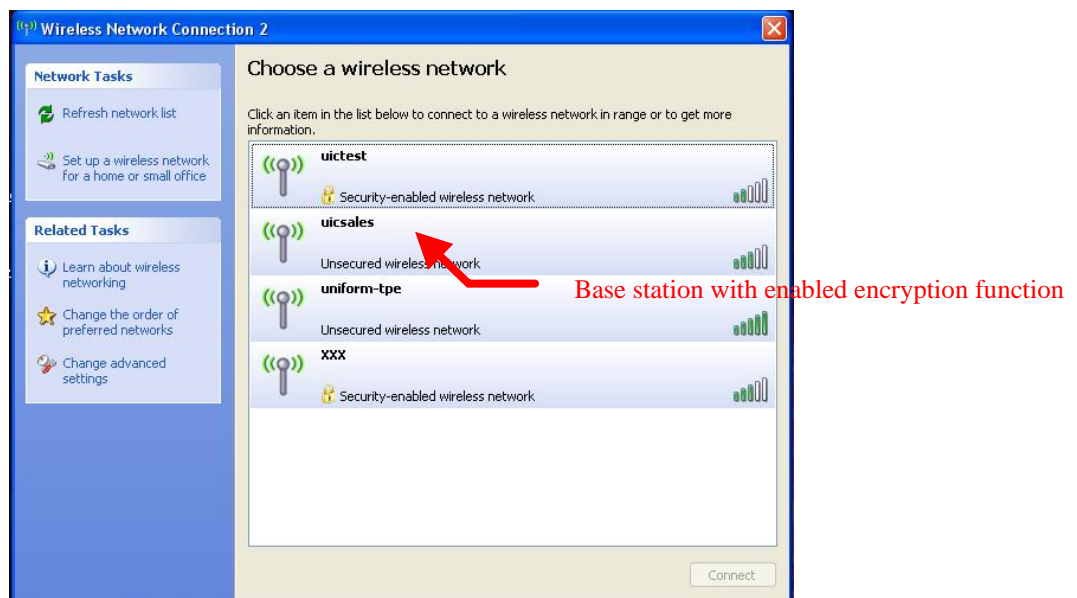 Wireless Network Connection 2
Network Tasks
Refresh network list
Set up a wireless network
for a home or small office
Related Tasks
Learn about wireless
networking
Change the order of
preferred networks
Change advanced
settings
Choose a wireless network
Click an item in the list below to connect to a wireless network in range or to get more
information.
uictest
Security-enabled wireless network
uicsales
Unsecured wireless network
uniform-tpe
Unsecured wireless network
xxx
Security-enabled wireless network
Connect
Base station with enabled encryption function